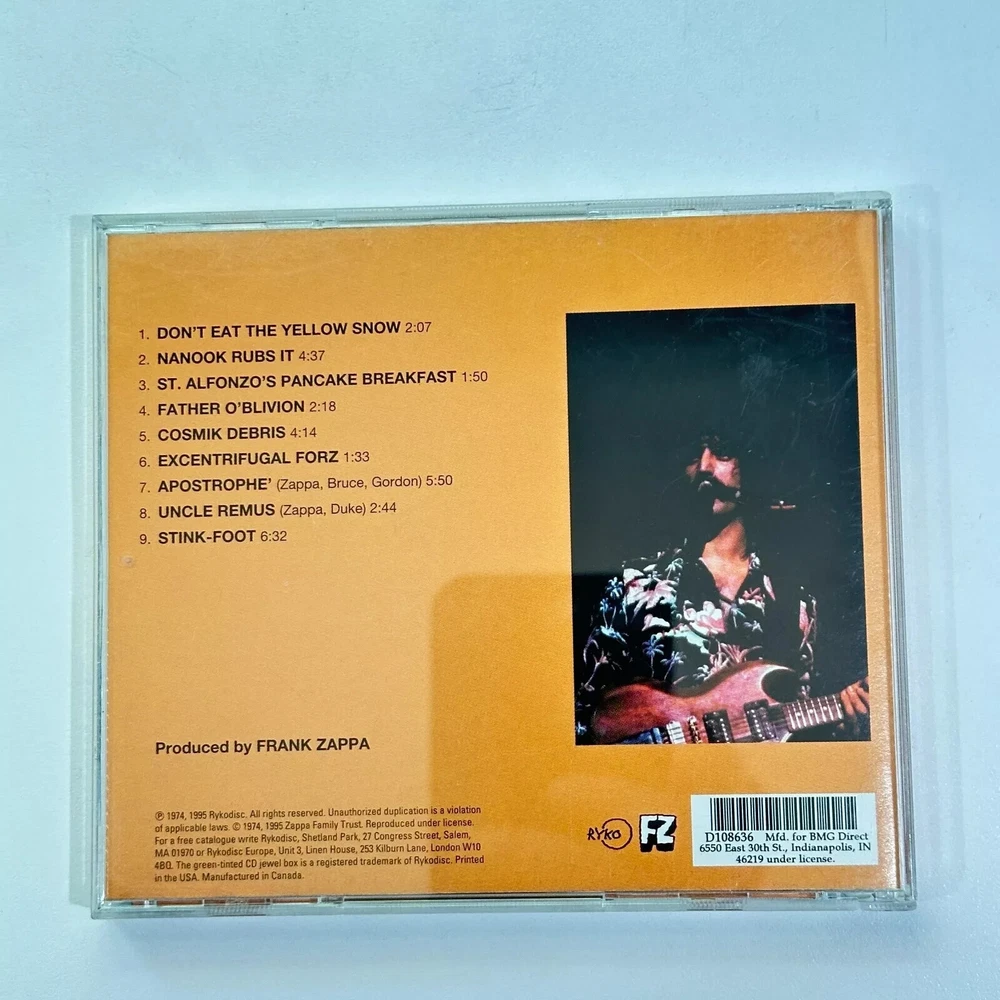 1. DON'T EAT THE YELLOW SNOW 2:07
2. NANOOK RUBS IT 4:37
3. ST. ALFONZO'S PANCAKE BREAKFAST 1:50
4. FATHER O'BLIVION 2:18
5. COSMIK DEBRIS 4:14
6. EXCENTRIFUGAL FORZ 1:33
7. APOSTROPHE' (Zappa, Bruce, Gordon) 5:50
8. UNCLE REMUS (Zappa, Duke) 2:44
9. STINK-FOOT 6:32
Produced by FRANK ZAPPA
℗ 1974, 1995 Rykodisc. All rights reserved. Unauthorized duplication is a violation
of applicable laws. © 1974, 1995 Zappa Family Trust. Reproduced under license.
For a free catalogue write Rykodisc, Shetland Park, 27 Congress Street, Salem,
MA 01970 or Rykodisc Europe, Unit 3, Linen House, 253 Kilburn Lane, London W10
4BQ. The green-tinted CD jewel box is a registered trademark of Rykodisc. Printed
in the USA. Manufactured in Canada.
RYKO
FZ
D108636 Mfd. for BMG Direct
6550 East 30th St., Indianapolis, IN
46219 under license.